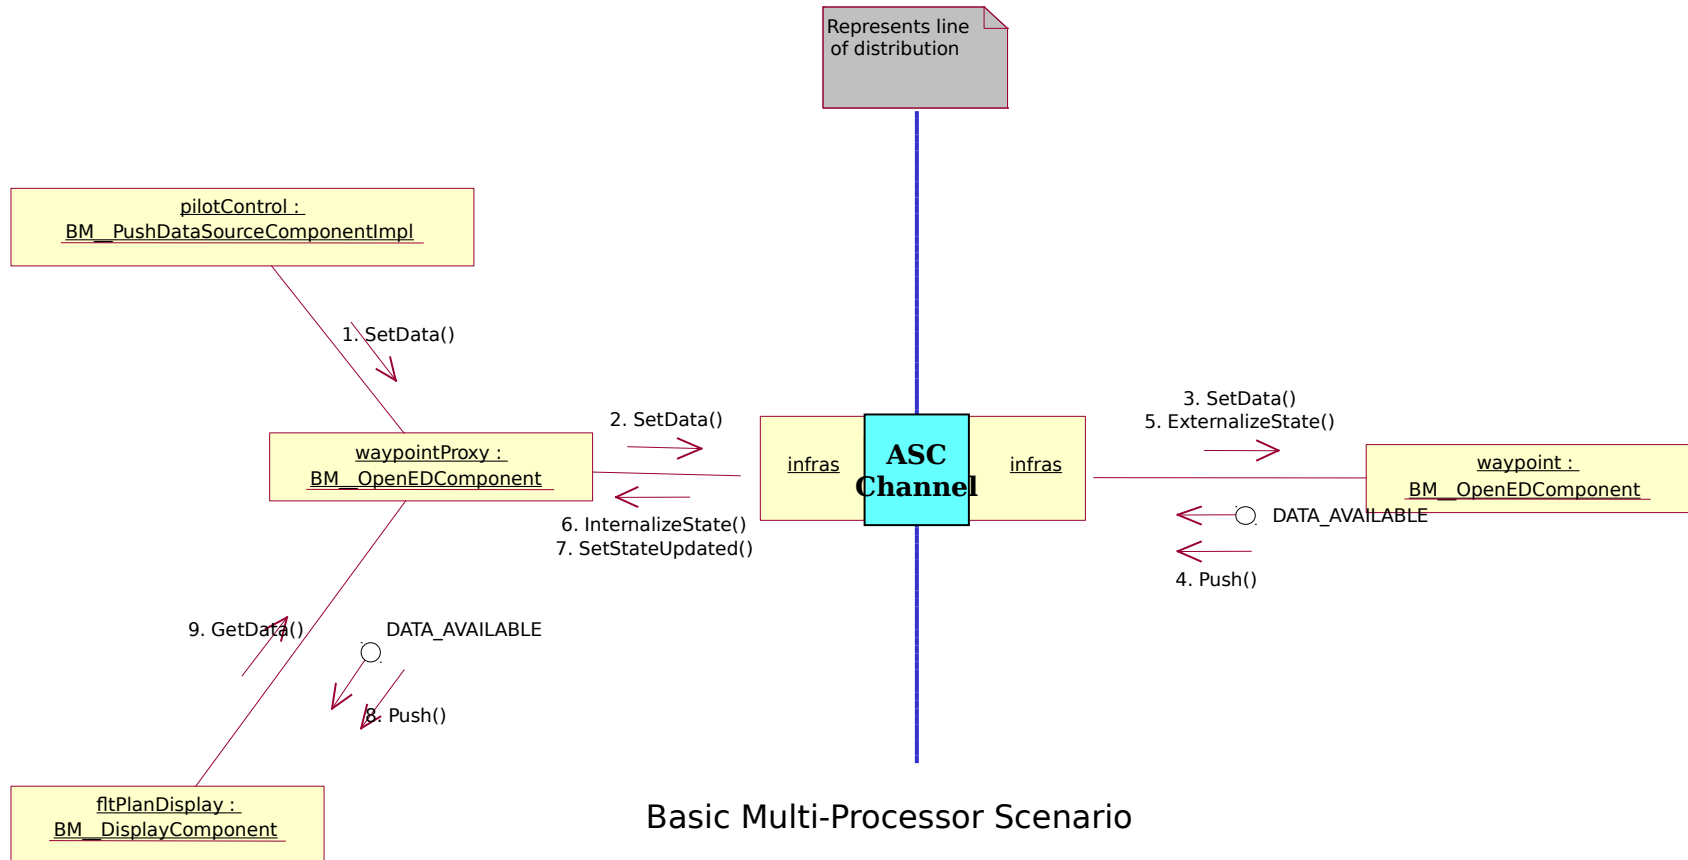 Represents line
of distribution
pilotControl :
BM__PushDataSourceComponentImpl
1. SetData()
waypointProxy :
BM__OpenEDComponent
2. SetData()
6. InternalizeState()
7. SetStateUpdated()
infras
ASC
Channel
infras
3. SetData()
5. ExternalizeState()
waypoint :
BM__OpenEDComponent
DATA_AVAILABLE
4. Push()
9. GetData()
DATA_AVAILABLE
8. Push()
fltPlanDisplay :
BM__DisplayComponent
Basic Multi-Processor Scenario